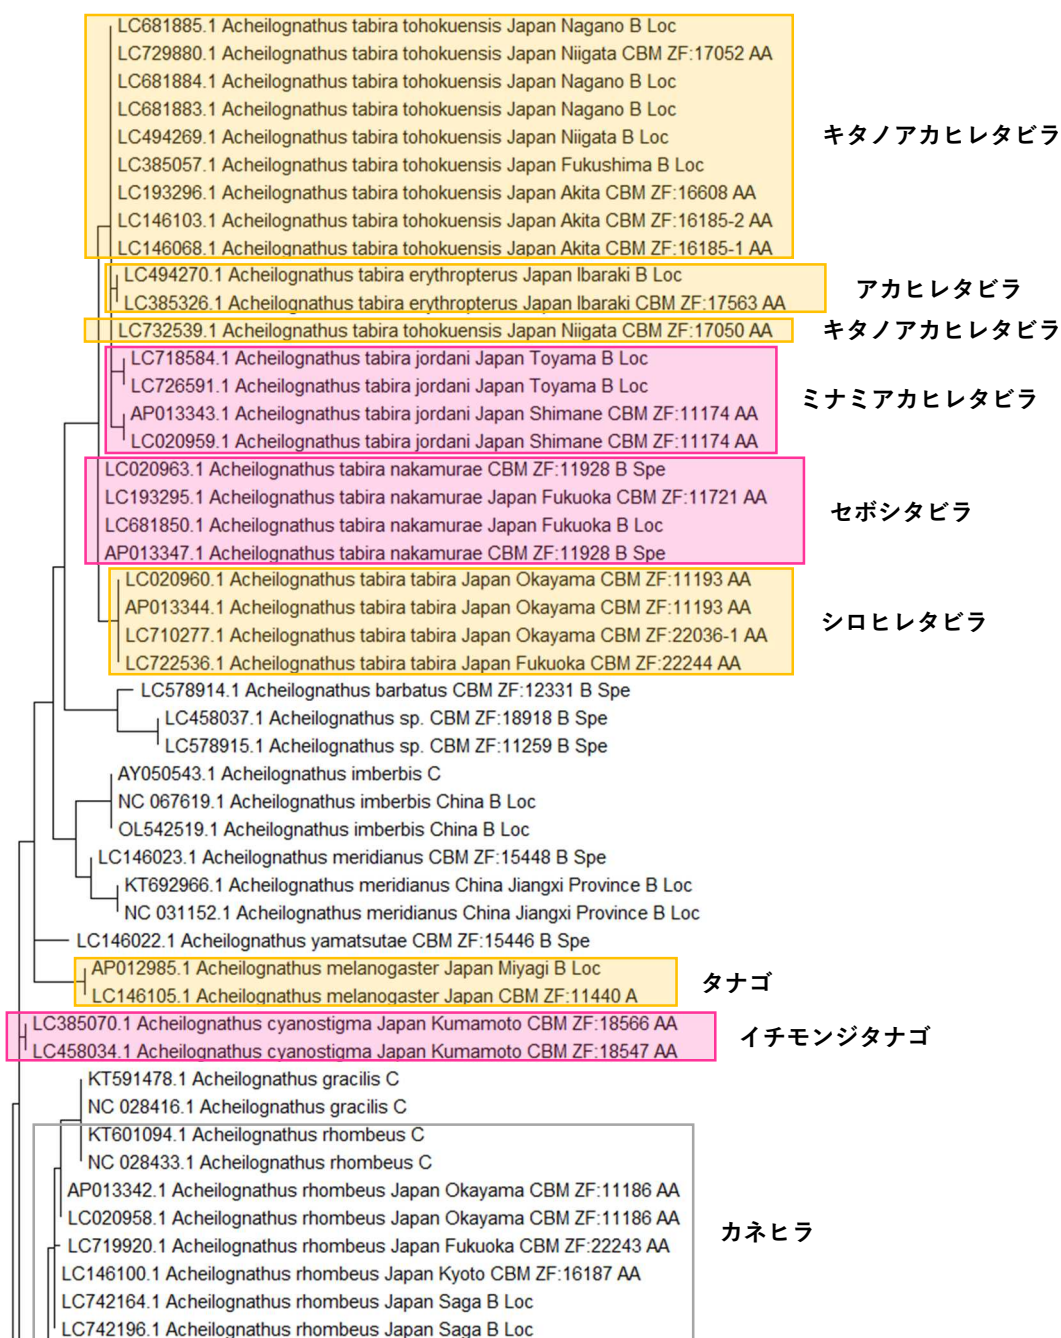 LC681885.1 Acheilognathus tabira tohokuensis Japan Nagano B Loc
LC729880.1 Acheilognathus tabira tohokuensis Japan Niigata CBM ZF:17052 AA
LC681884.1 Acheilognathus tabira tohokuensis Japan Nagano B Loc
LC681883.1 Acheilognathus tabira tohokuensis Japan Nagano B Loc
LC494269.1 Acheilognathus tabira tohokuensis Japan Niigata B Loc
キタノアカヒレタビラ
LC385057.1 Acheilognathus tabira tohokuensis Japan Fukushima B Loc
LC193296.1 Acheilognathus tabira tohokuensis Japan Akita CBM ZF:16608 AA
LC146103.1 Acheilognathus tabira tohokuensis Japan Akita CBM ZF:16185-2 AA
LC146068.1 Acheilognathus tabira tohokuensis Japan Akita CBM ZF:16185-1 AA
LC494270.1 Acheilognathus tabira erythropterus Japan Ibaraki B Loc
アカヒレタビラ
LC385326.1 Acheilognathus tabira erythropterus Japan Ibaraki CBM ZF:17563 AA
LC732539.1 Acheilognathus tabira tohokuensis Japan Niigata CBM ZF:17050 AA
キタノアカヒレタビラ
LC718584.1 Acheilognathus tabira jordani Japan Toyama B Loc
LC726591.1 Acheilognathus tabira jordani Japan Toyama B Loc
ミナミアカヒレタビラ
AP013343.1 Acheilognathus tabira jordani Japan Shimane CBM ZF:11174 AA
LC020959.1 Acheilognathus tabira jordani Japan Shimane CBM ZF:11174 AA
LC020963.1 Acheilognathus tabira nakamurae CBM ZF:11928 B Spe
LC193295.1 Acheilognathus tabira nakamurae Japan Fukuoka CBM ZF:11721 AA
セボシタビラ
LC681850.1 Acheilognathus tabira nakamurae Japan Fukuoka B Loc
AP013347.1 Acheilognathus tabira nakamurae CBM ZF:11928 B Spe
LC020960.1 Acheilognathus tabira tabira Japan Okayama CBM ZF:11193 AA
AP013344.1 Acheilognathus tabira tabira Japan Okayama CBM ZF:11193 AA
シロヒレタビラ
LC710277.1 Acheilognathus tabira tabira Japan Okayama CBM ZF:22036-1 AA
LC722536.1 Acheilognathus tabira tabira Japan Fukuoka CBM ZF:22244 AA
LC578914.1 Acheilognathus barbatus CBM ZF:12331 B Spe
LC458037.1 Acheilognathus sp. CBM ZF:18918 B Spe
LC578915.1 Acheilognathus sp. CBM ZF:11259 B Spe
AY050543.1 Acheilognathus imberbis C
NC 067619.1 Acheilognathus imberbis China B Loc
OL542519.1 Acheilognathus imberbis China B Loc
LC146023.1 Acheilognathus meridianus CBM ZF:15448 B Spe
KT692966.1 Acheilognathus meridianus China Jiangxi Province B Loc
NC 031152.1 Acheilognathus meridianus China Jiangxi Province B Loc
LC146022.1 Acheilognathus yamatsutae CBM ZF:15446 B Spe
AP012985.1 Acheilognathus melanogaster Japan Miyagi B Loc
タナゴ
LC146105.1 Acheilognathus melanogaster Japan CBM ZF:11440 A
LC385070.1 Acheilognathus cyanostigma Japan Kumamoto CBM ZF:18566 AA
イチモンジタナゴ
LC458034.1 Acheilognathus cyanostigma Japan Kumamoto CBM ZF:18547 AA
KT591478.1 Acheilognathus gracilis C
NC 028416.1 Acheilognathus gracilis C
KT601094.1 Acheilognathus rhombeus C
NC 028433.1 Acheilognathus rhombeus C
AP013342.1 Acheilognathus rhombeus Japan Okayama CBM ZF:11186 AA
LC020958.1 Acheilognathus rhombeus Japan Okayama CBM ZF:11186 AA
カネヒラ
LC719920.1 Acheilognathus rhombeus Japan Fukuoka CBM ZF:22243 AA
LC146100.1 Acheilognathus rhombeus Japan Kyoto CBM ZF:16187 AA
LC742164.1 Acheilognathus rhombeus Japan Saga B Loc
LC742196.1 Acheilognathus rhombeus Japan Saga B Loc